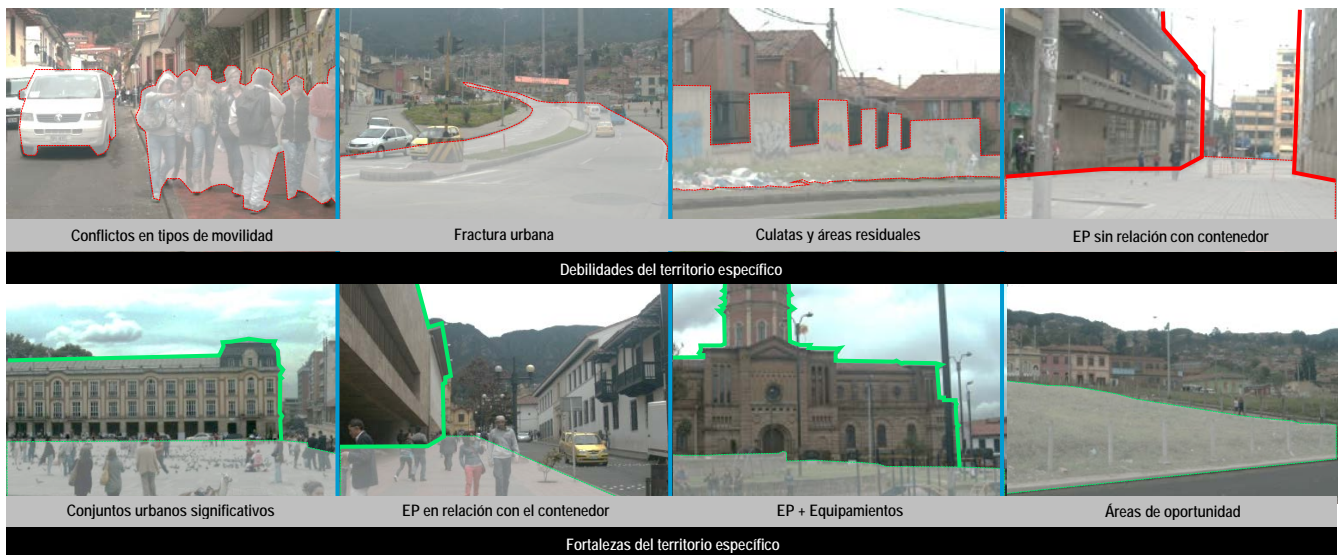 Conflictos en tipos de movilidad
Fractura urbana
Culatas y áreas residuales
EP sin relación con contenedor
Debilidades del territorio específico
Conjuntos urbanos significativos
EP en relación con el contenedor
EP + Equipamientos
Áreas de oportunidad
Fortalezas del territorio específico